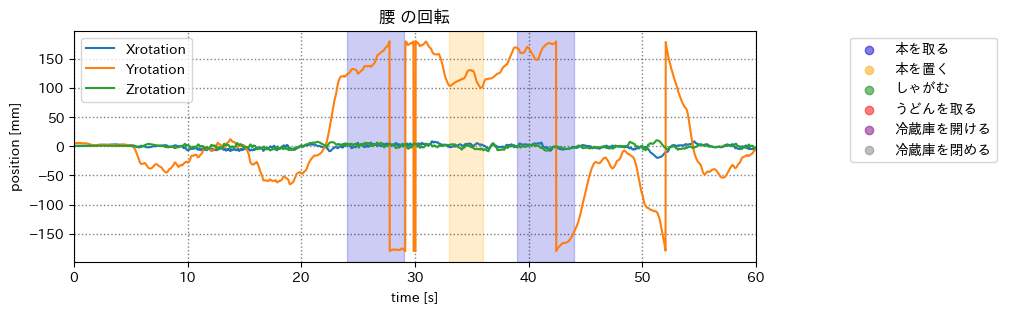 腰 の回転
position [mm]
150
100
50
0
−50
−100
−150
Xrotation
Yrotation
Zrotation
0 10 20 30 40 50 60
time [s]
本を取る
本を置く
しゃがむ
うどんを取る
冷蔵庫を開ける
冷蔵庫を閉める